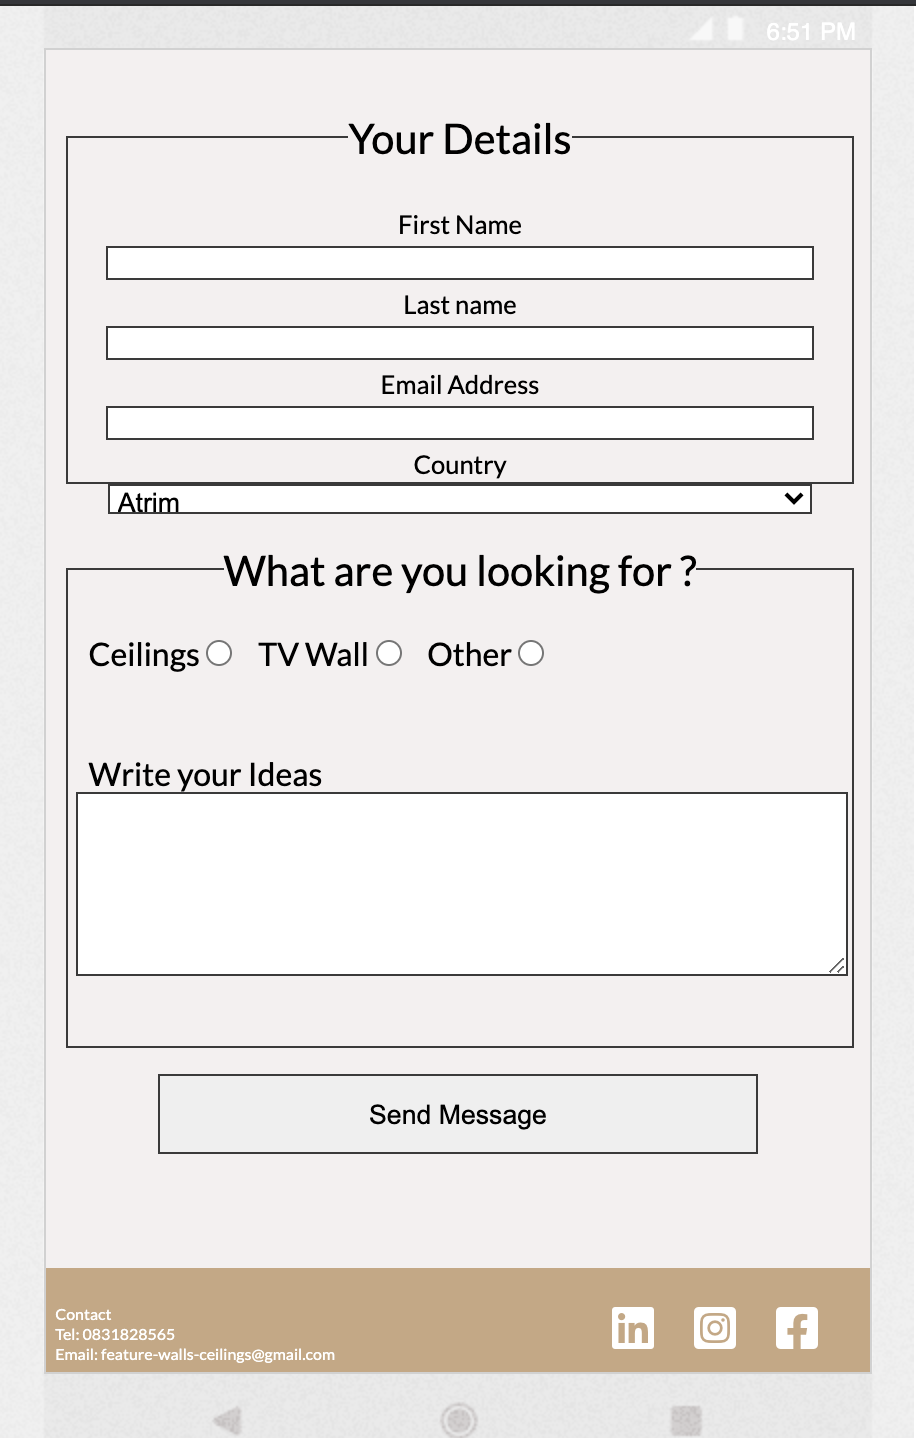 6:51 PM
Your Details
First Name
Last name
Email Address
Country
Atrim
What are you looking for ?
Ceilings TV Wall Other
Write your Ideas
Send Message
Contact
Tel: 0831828565
Email: feature-walls-ceilings@gmail.com